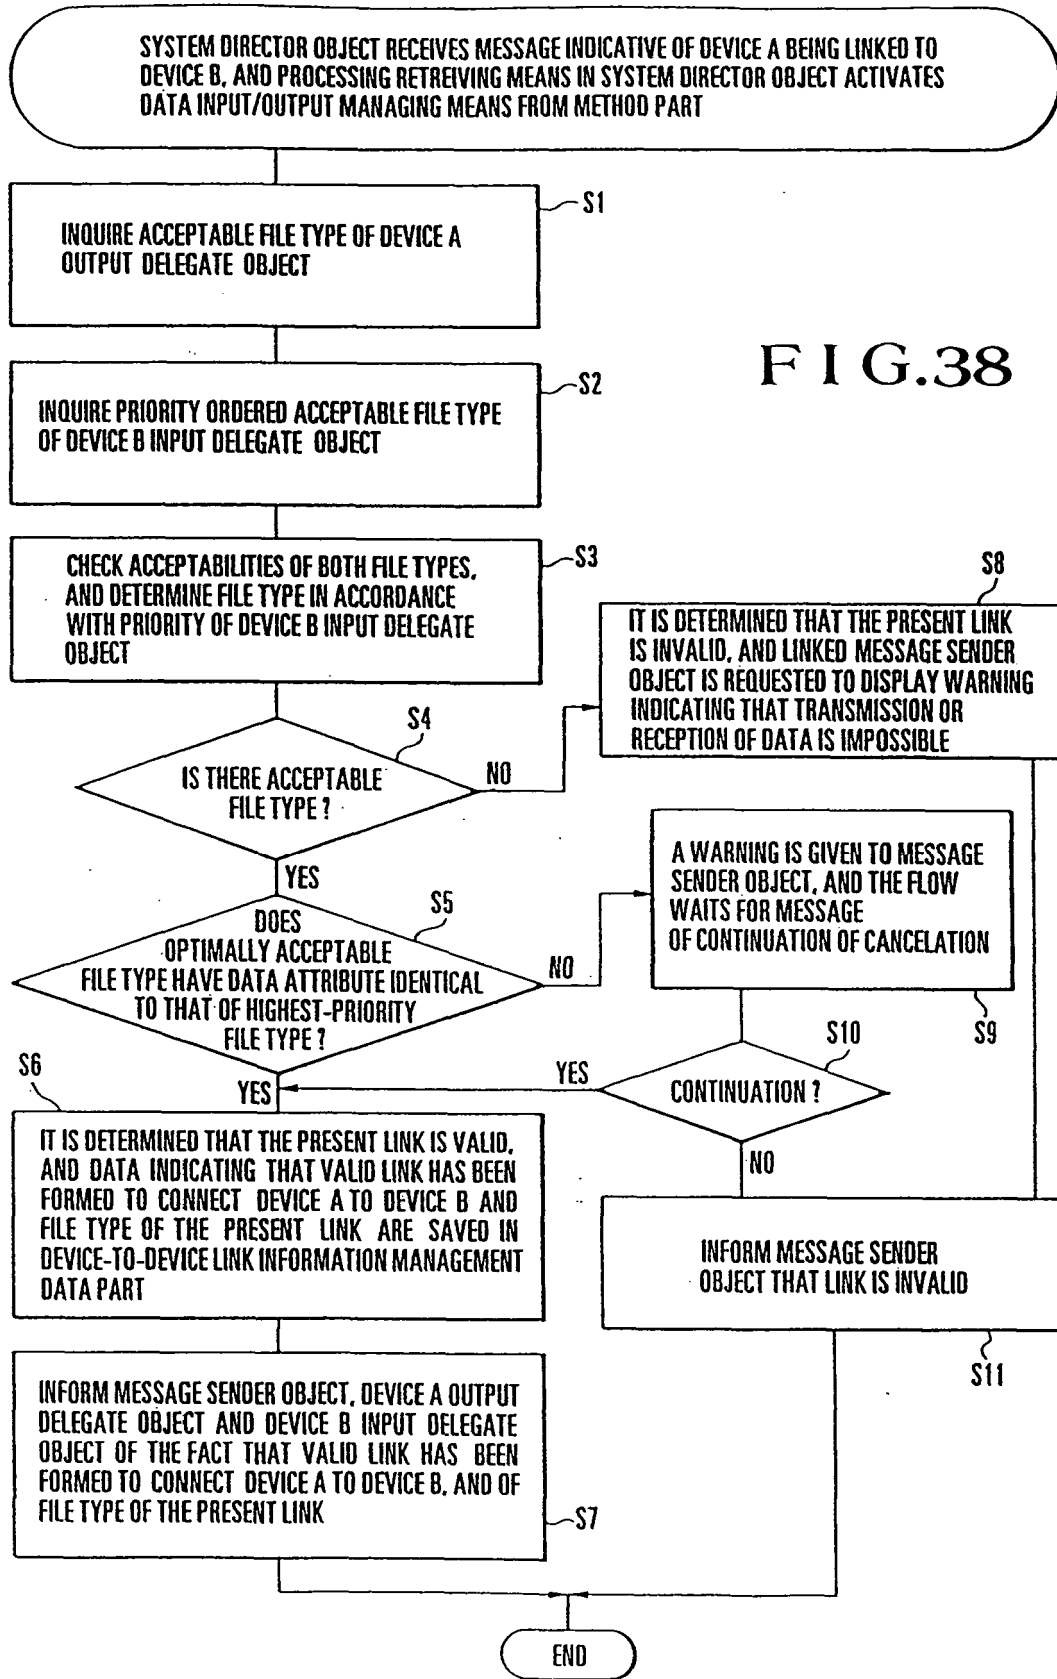 SYSTEM DIRECTOR OBJECT RECEIVES MESSAGE INDICATIVE OF DEVICE A BEING LINKED TO
DEVICE B, AND PROCESSING RETREIVING MEANS IN SYSTEM DIRECTOR OBJECT ACTIVATES
DATA INPUT/OUTPUT MANAGING MEANS FROM METHOD PART
S1
INQUIRE ACCEPTABLE FILE TYPE OF DEVICE A
OUTPUT DELEGATE OBJECT
FIG.38
S2
INQUIRE PRIORITY ORDERED ACCEPTABLE FILE TYPE
OF DEVICE B INPUT DELEGATE OBJECT
S3
CHECK ACCEPTABILITIES OF BOTH FILE TYPES,
AND DETERMINE FILE TYPE IN ACCORDANCE
WITH PRIORITY OF DEVICE B INPUT DELEGATE
OBJECT
S8
IT IS DETERMINED THAT THE PRESENT LINK
IS INVALID, AND LINKED MESSAGE SENDER
OBJECT IS REQUESTED TO DISPLAY WARNING
INDICATING THAT TRANSMISSION OR
RECEPTION OF DATA IS IMPOSSIBLE
S4
IS THERE ACCEPTABLE
FILE TYPE ?
NO
YES
A WARNING IS GIVEN TO MESSAGE
SENDER OBJECT, AND THE FLOW
WAITS FOR MESSAGE
OF CONTINUATION OF CANCELATION
S9
S5
DOES
OPTIMALLY ACCEPTABLE
FILE TYPE HAVE DATA ATTRIBUTE IDENTICAL
TO THAT OF HIGHEST-PRIORITY
FILE TYPE ?
NO
YES
S10
CONTINUATION ?
YES
NO
S6
IT IS DETERMINED THAT THE PRESENT LINK IS VALID,
AND DATA INDICATING THAT VALID LINK HAS BEEN
FORMED TO CONNECT DEVICE A TO DEVICE B AND
FILE TYPE OF THE PRESENT LINK ARE SAVED IN
DEVICE-TO-DEVICE LINK INFORMATION MANAGEMENT
DATA PART
INFORM MESSAGE SENDER
OBJECT THAT LINK IS INVALID
S11
INFORM MESSAGE SENDER OBJECT, DEVICE A OUTPUT
DELEGATE OBJECT AND DEVICE B INPUT DELEGATE
OBJECT OF THE FACT THAT VALID LINK HAS BEEN
FORMED TO CONNECT DEVICE A TO DEVICE B, AND OF
FILE TYPE OF THE PRESENT LINK
S7
END